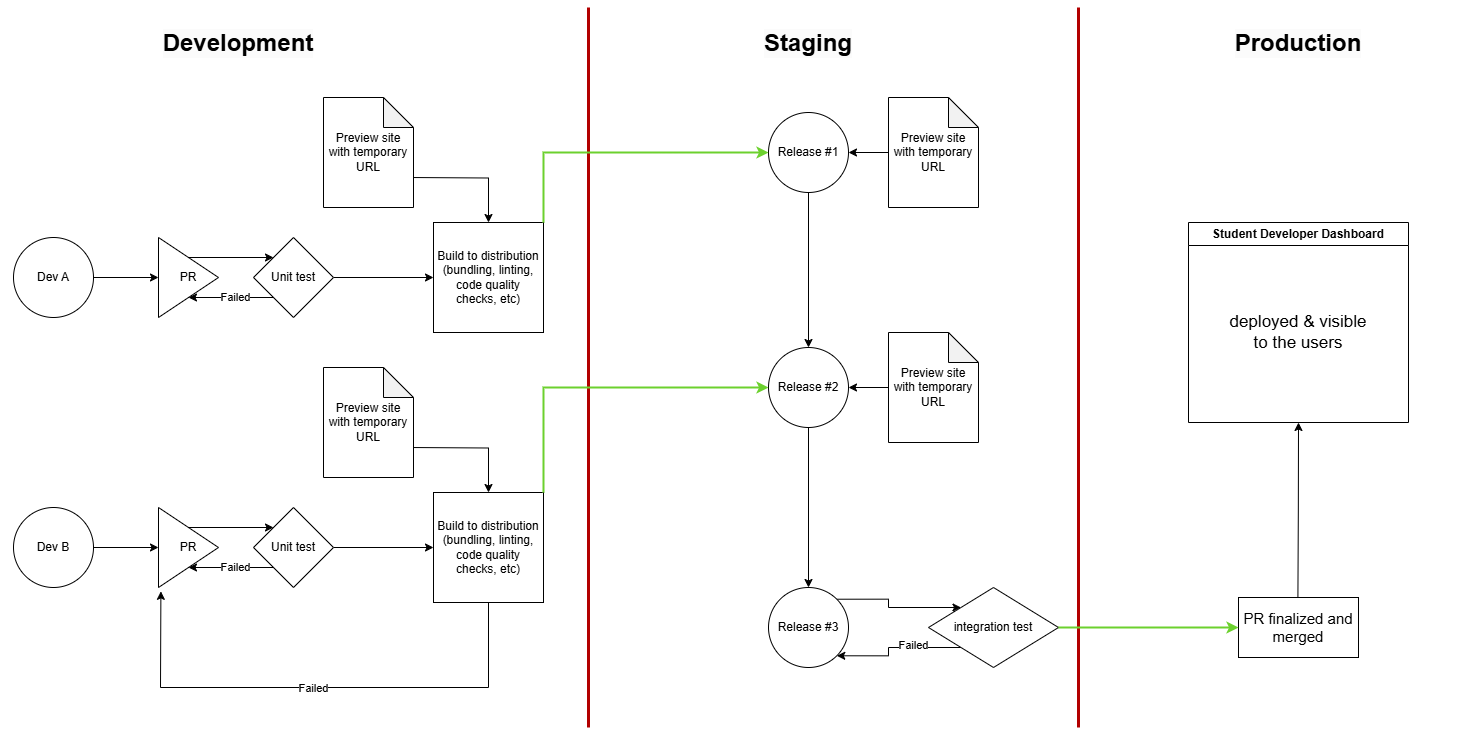 Development
Staging
Production
Preview site
with temporary
URL
Release #1
Preview site
with temporary
URL
Student Developer Dashboard
Dev A
PR
Unit test
Failed
Build to distribution
(bundling, linting,
code quality
checks, etc)
deployed & visible
to the users
Release #2
Preview site
with temporary
URL
Preview site
with temporary
URL
Dev B
PR
Unit test
Failed
Build to distribution
(bundling, linting,
code quality
checks, etc)
Failed
Release #3
integration test
Failed
PR finalized and
merged